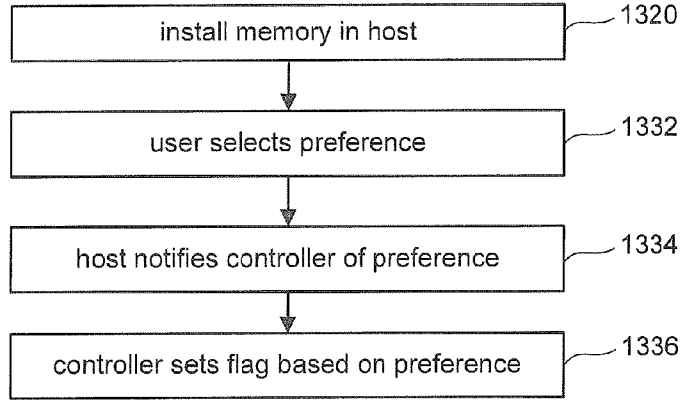 install memory in host 1320
user selects preference 1332
host notifies controller of preference 1334
controller sets flag based on preference 1336